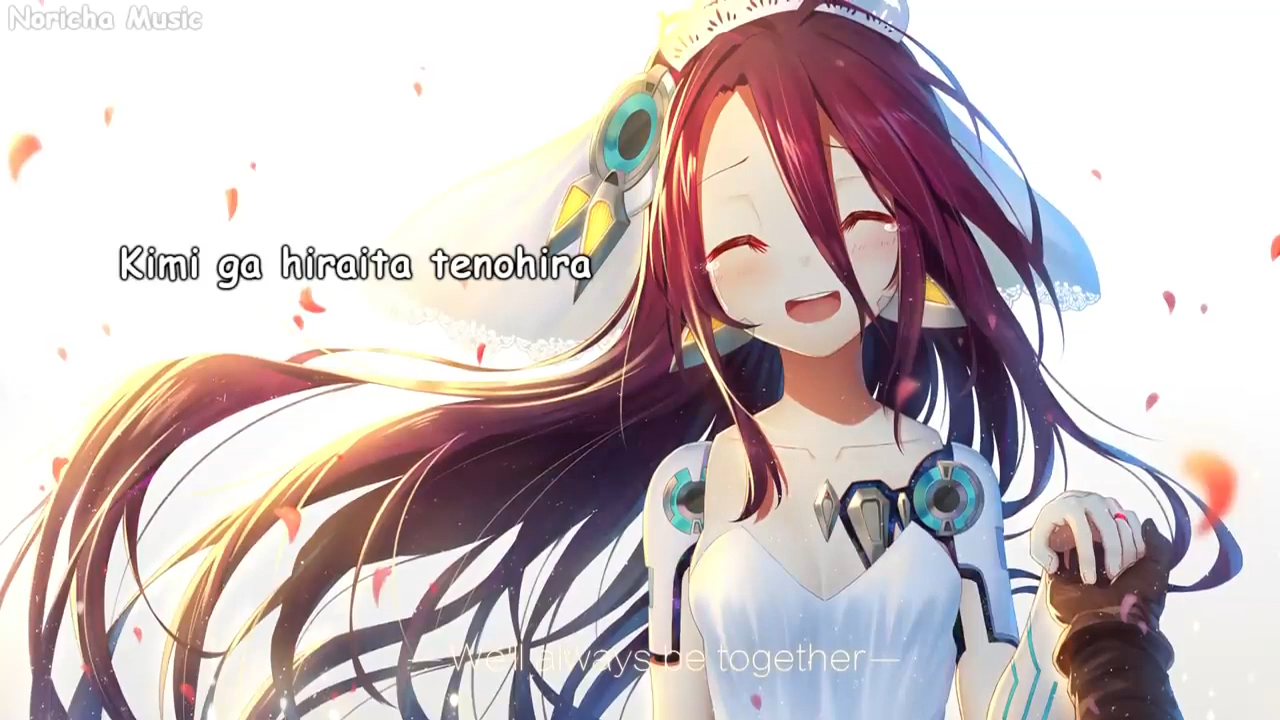 Noricha Music
Kimi ga hiraita tenohira
—We'll always be together—